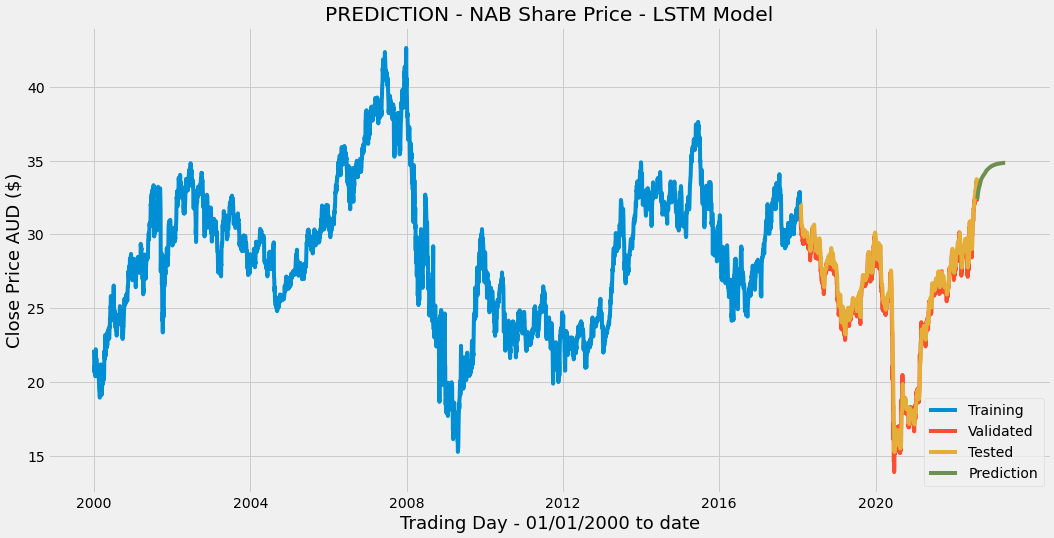 PREDICTION - NAB Share Price - LSTM Model
Close Price AUD ($)
40
35
30
25
20
15
Training
Validated
Tested
Prediction
2000 2004 2008 2012 2016 2020
Trading Day - 01/01/2000 to date